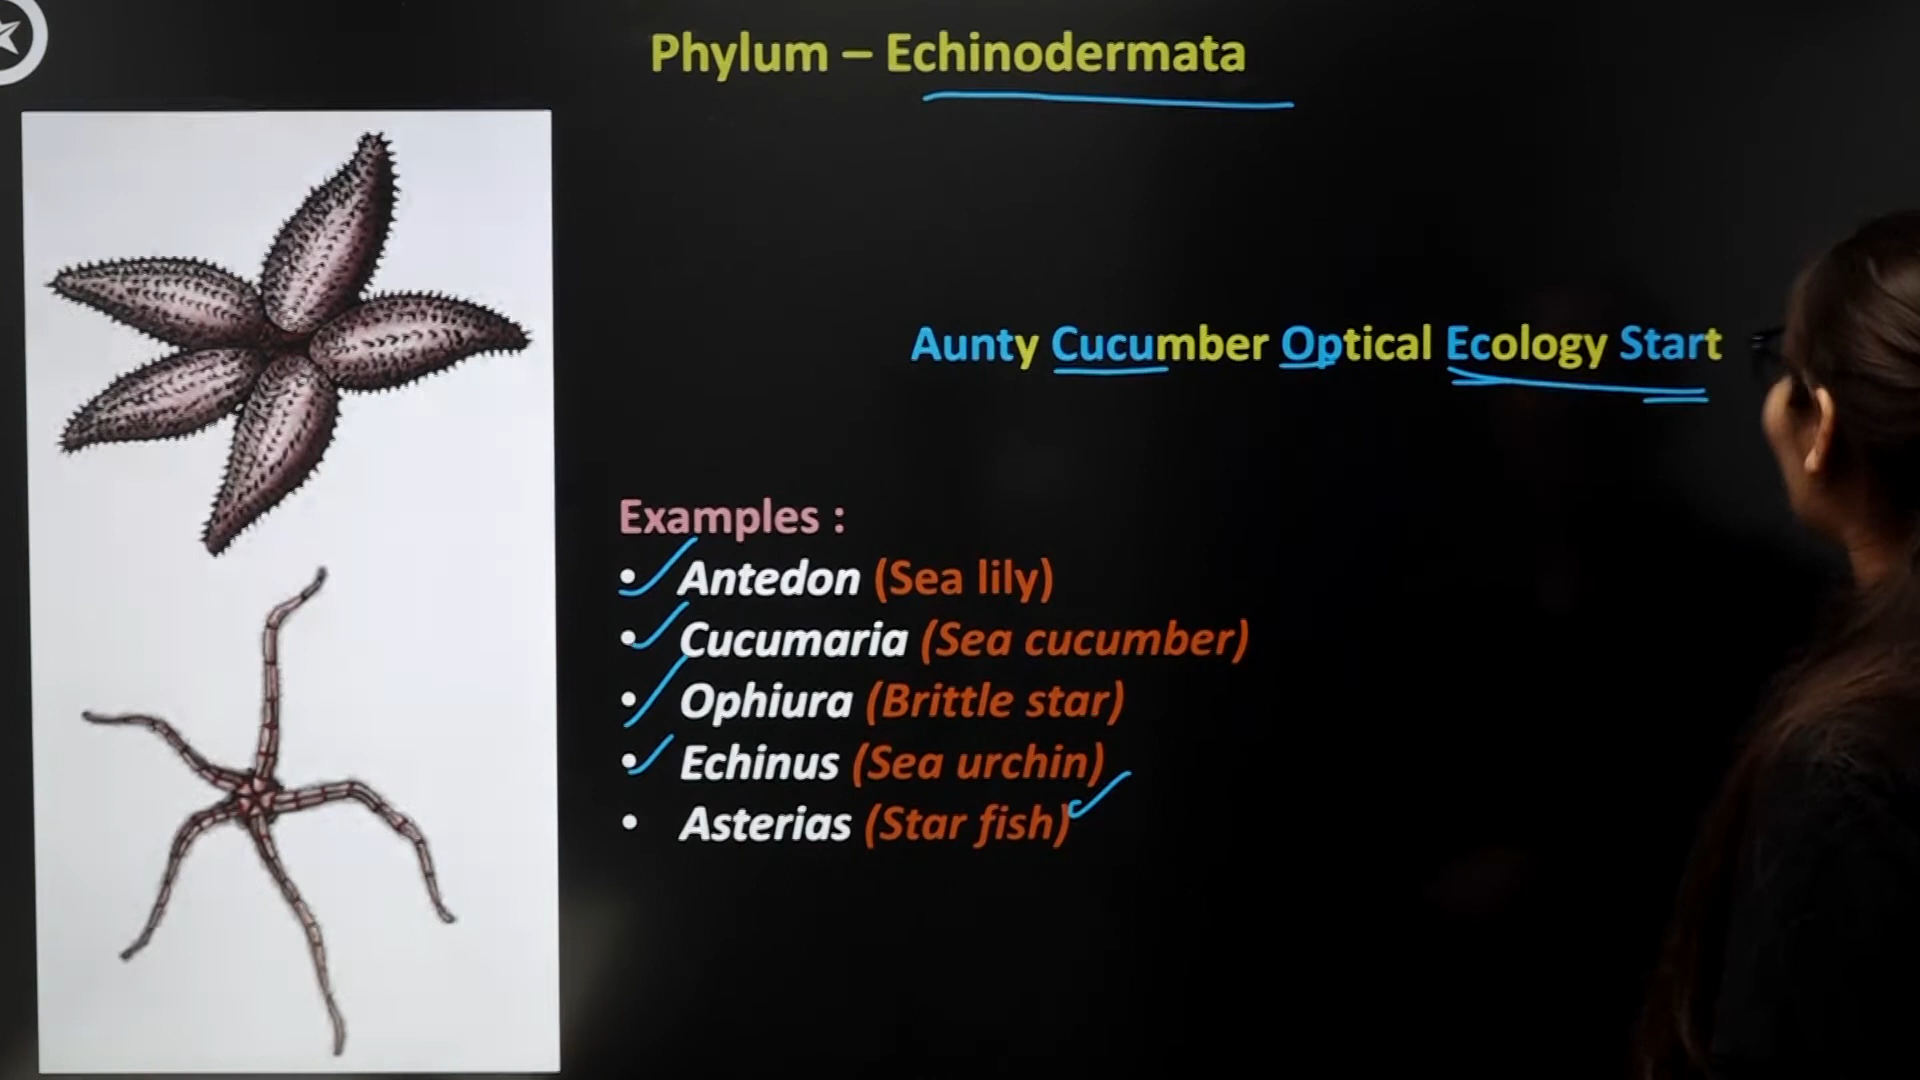 Phylum – Echinodermata
Aunty Cucumber Optical Ecology Start
Examples :
• Antedon (Sea lily)
• Cucumaria (Sea cucumber)
• Ophiura (Brittle star)
• Echinus (Sea urchin)
• Asterias (Star fish)